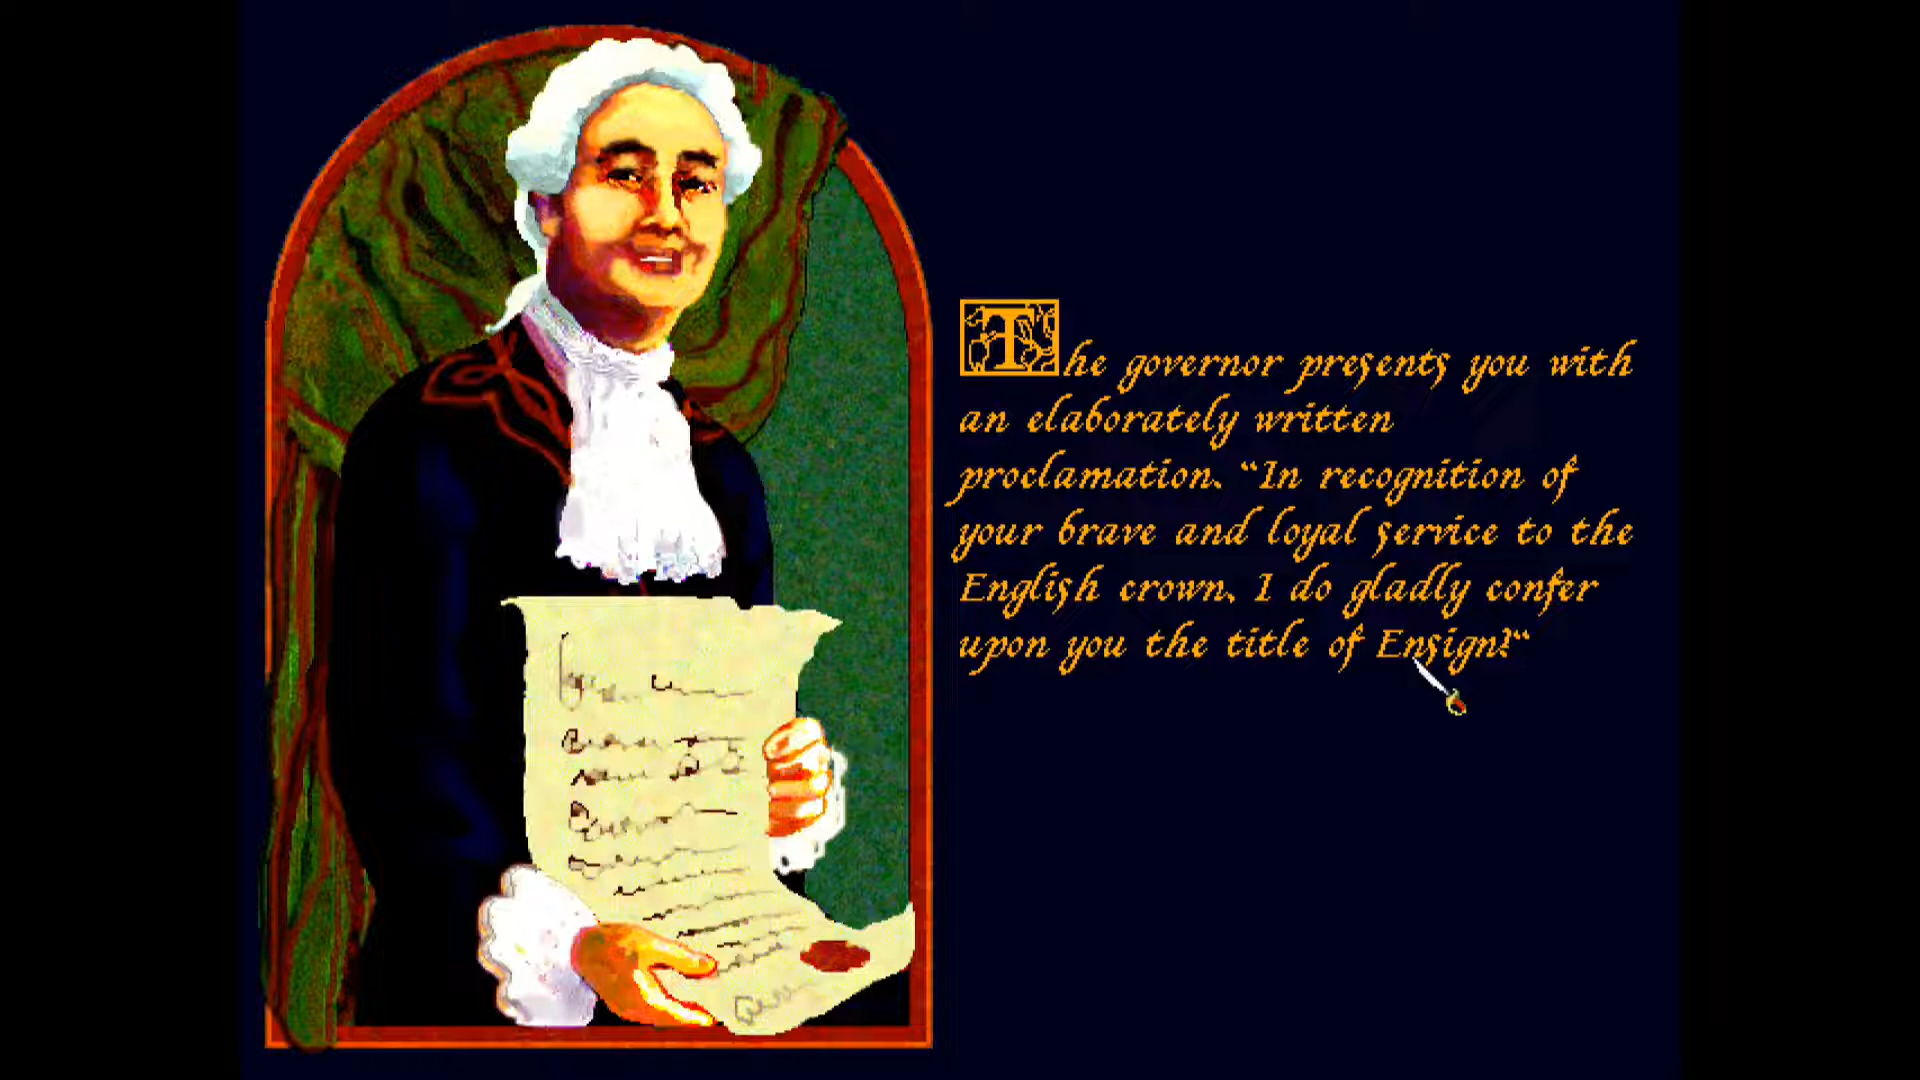 The governor presents you with
an elaborately written
proclamation. “In recognition of
your brave and loyal service to the
English crown. I do gladly confer
upon you the title of Ensign!“